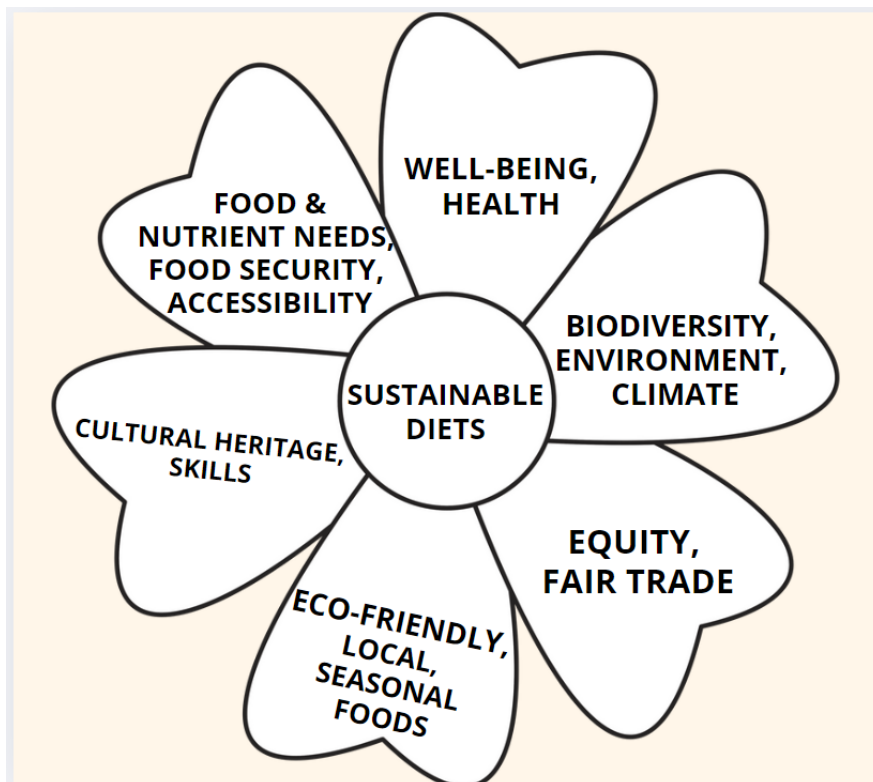 WELL-BEING,
HEALTH
FOOD &
NUTRIENT NEEDS,
FOOD SECURITY,
ACCESSIBILITY
BIODIVERSITY,
ENVIRONMENT,
CLIMATE
SUSTAINABLE
DIETS
CULTURAL HERITAGE,
SKILLS
EQUITY,
FAIR TRADE
ECO-FRIENDLY,
LOCAL,
SEASONAL
FOODS